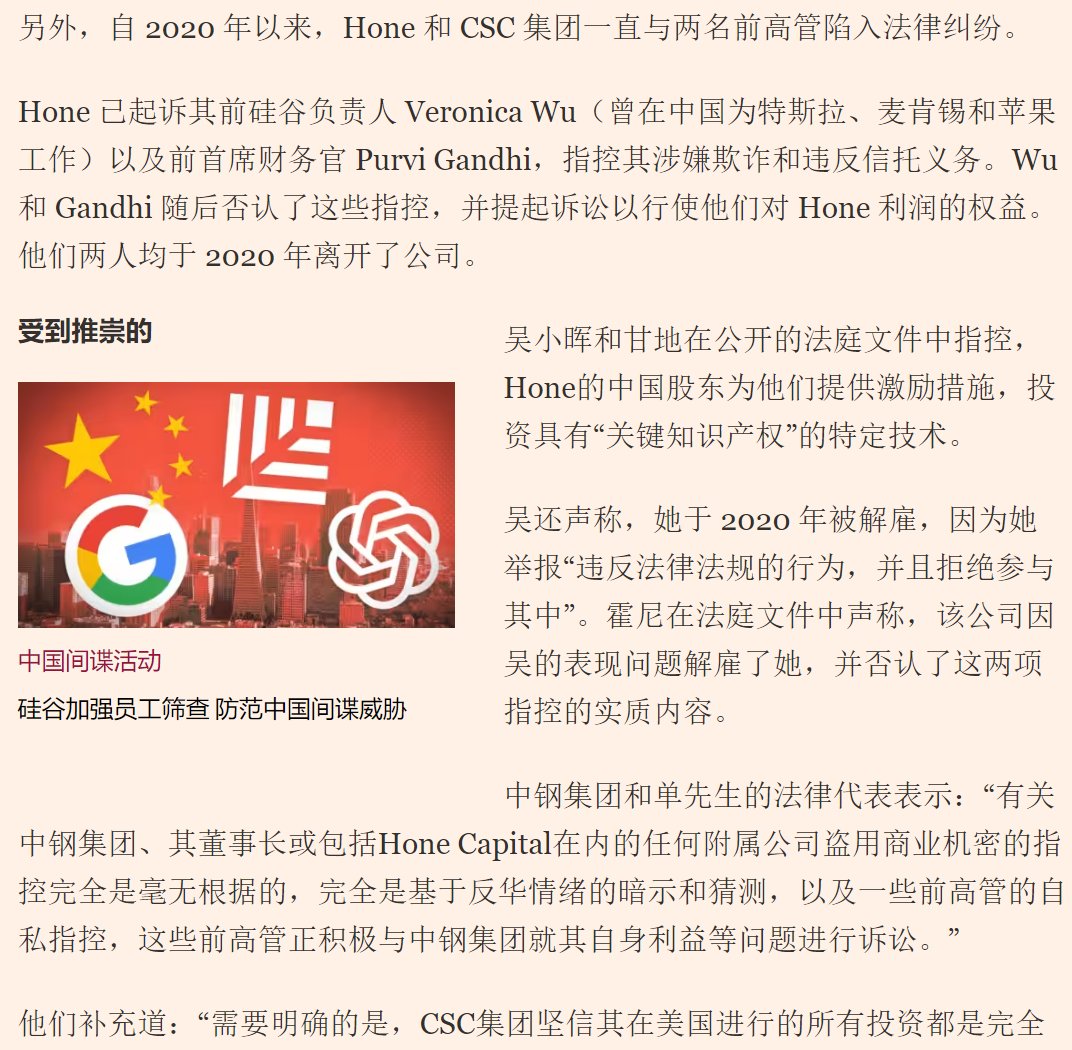 另外，自 2020 年以来，Hone 和 CSC 集团一直与两名前高管陷入法律纠纷。
Hone 已起诉其前硅谷负责人 Veronica Wu（曾在中国为特斯拉、麦肯锡和苹果
工作）以及前首席财务官 Purvi Gandhi，指控其涉嫌欺诈和违反信托义务。Wu
和 Gandhi 随后否认了这些指控，并提起诉讼以行使他们对 Hone 利润的权益。
他们两人均于 2020 年离开了公司。
受到推崇的
中国间谍活动
硅谷加强员工筛查 防范中国间谍威胁
吴小晖和甘地在公开的法庭文件中指控，
Hone的中国股东为他们提供激励措施，投
资具有“关键知识产权”的特定技术。
吴还声称，她于 2020 年被解雇，因为她
举报“违反法律法规的行为，并且拒绝参与
其中”。霍尼在法庭文件中声称，该公司因
吴的表现问题解雇了她，并否认了这两项
指控的实质内容。
中钢集团和单先生的法律代表表示：“有关
中钢集团、其董事长或包括Hone Capital在内的任何附属公司盗用商业机密的指
控完全是毫无根据的，完全是基于反华情绪的暗示和猜测，以及一些前高管的自
私指控，这些前高管正积极与中钢集团就其自身利益等问题进行诉讼。”
他们补充道：“需要明确的是，CSC集团坚信其在美国进行的所有投资都是完全